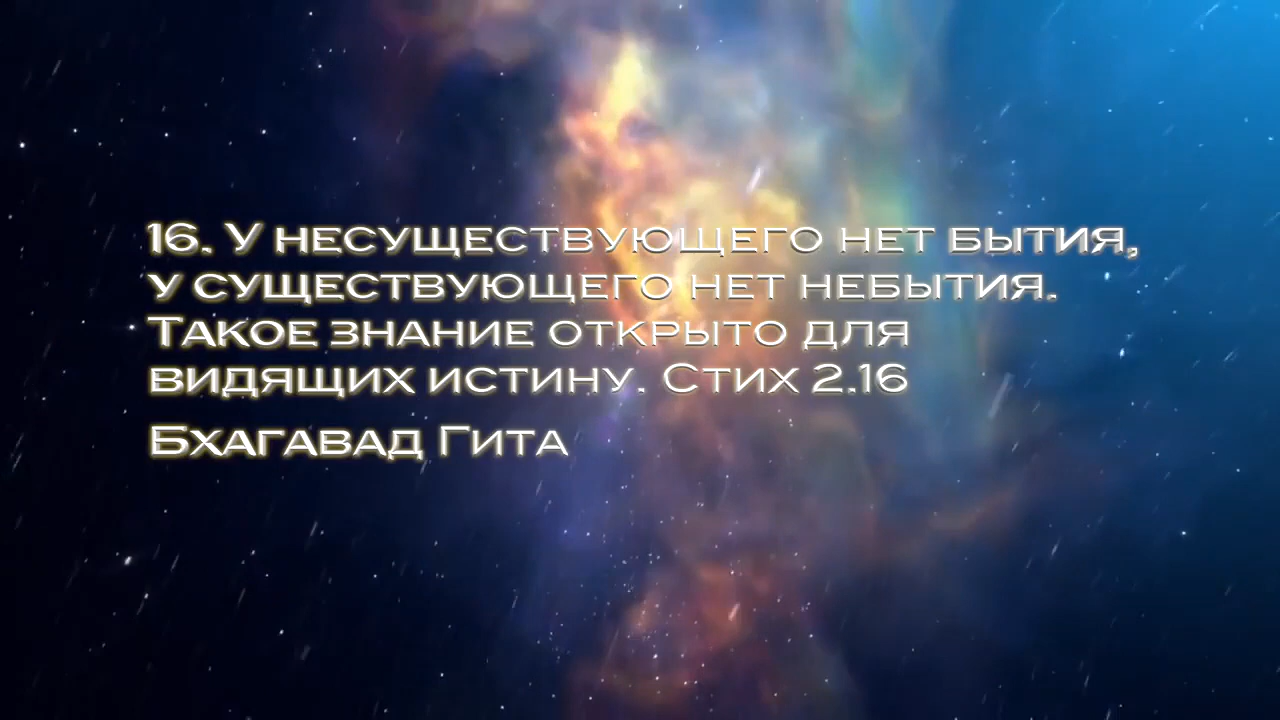 16. У несуществующего нет бытия,
у существующего нет небытия.
Такое знание открыто для
видящих истину. Стих 2.16
Бхагавад Гита